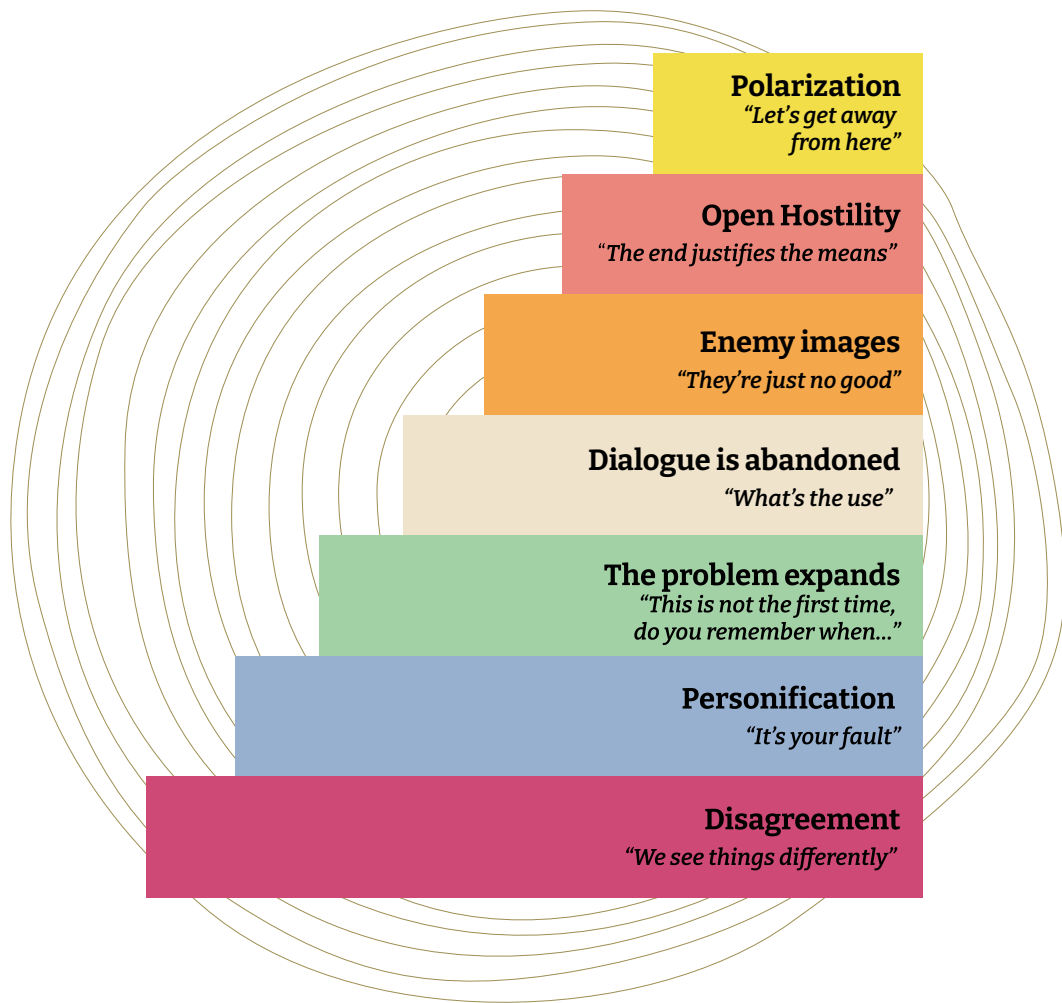 Polarization
“Let’s get away
from here”
Open Hostility
“The end justifies the means”
Enemy images
“They’re just no good”
Dialogue is abandoned
“What’s the use”
The problem expands
“This is not the first time,
do you remember when...”
Personification
“It’s your fault”
Disagreement
“We see things differently”